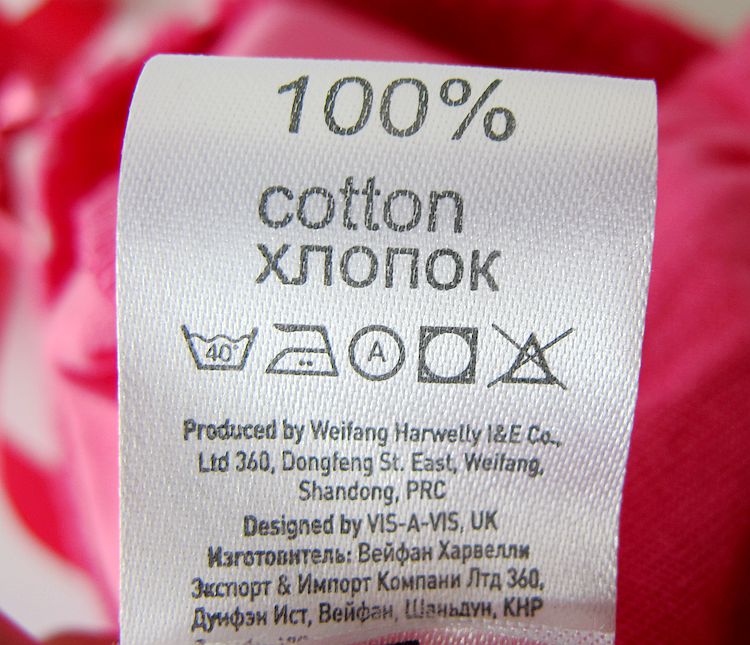 100%
cotton
хлопок
40° A
Produced by Weifang Harwelly I&E Co.,
Ltd 360, Dongfeng St. East, Weifang,
Shandong, PRC
Designed by VIS-A-VIS, UK
Изготовитель: Вейфан Харвелли
Экспорт & Импорт Компани Лтд 360,
Дунфэн Ист, Вейфан, Шаньдун, КНР